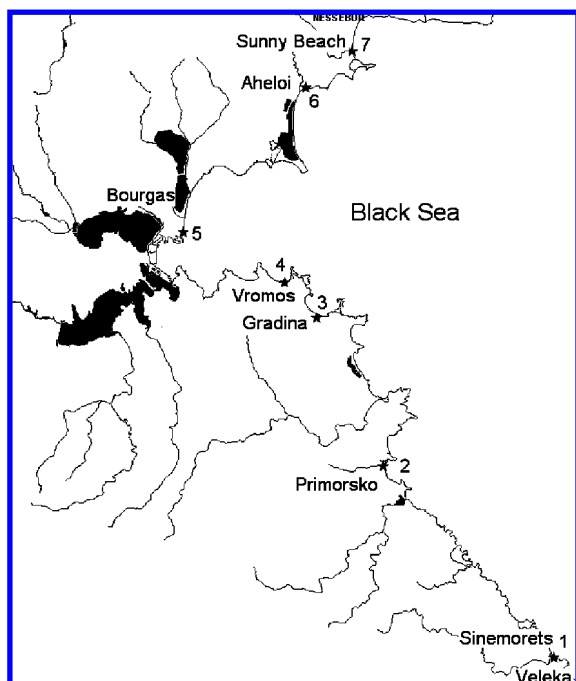 NESSEBUR
Sunny Beach 7
Aheloi 6
Bourgas 5
Black Sea
4
Vromos
3
Gradina
2
Primorsko
Sinemorets 1
Veleka